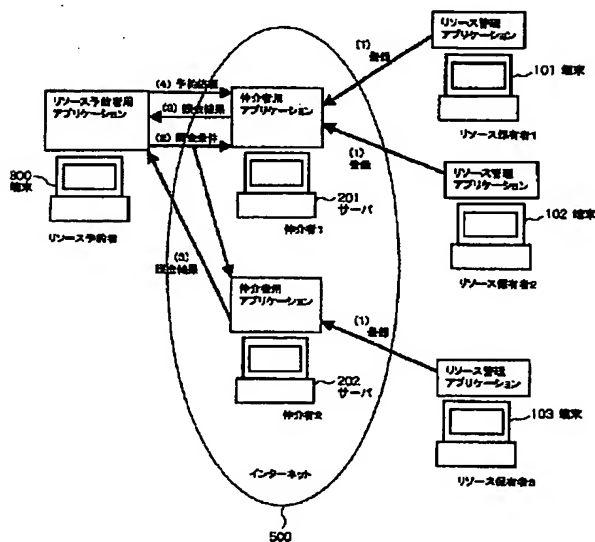 (1)
登録
リソース管理
アプリケーション
101 端末
リソース保有者1
(4) 予約依頼
(3) 照会結果
(2) 照会条件
リソース予約者用
アプリケーション
仲介者用
アプリケーション
(1)
登録
リソース管理
アプリケーション
800
端末
リソース予約者
201
サーバ
仲介者1
102 端末
リソース保有者2
(3)
照会結果
仲介者用
アプリケーション
(1)
登録
リソース管理
アプリケーション
202
サーバ
仲介者2
103 端末
リソース保有者3
インターネット
500